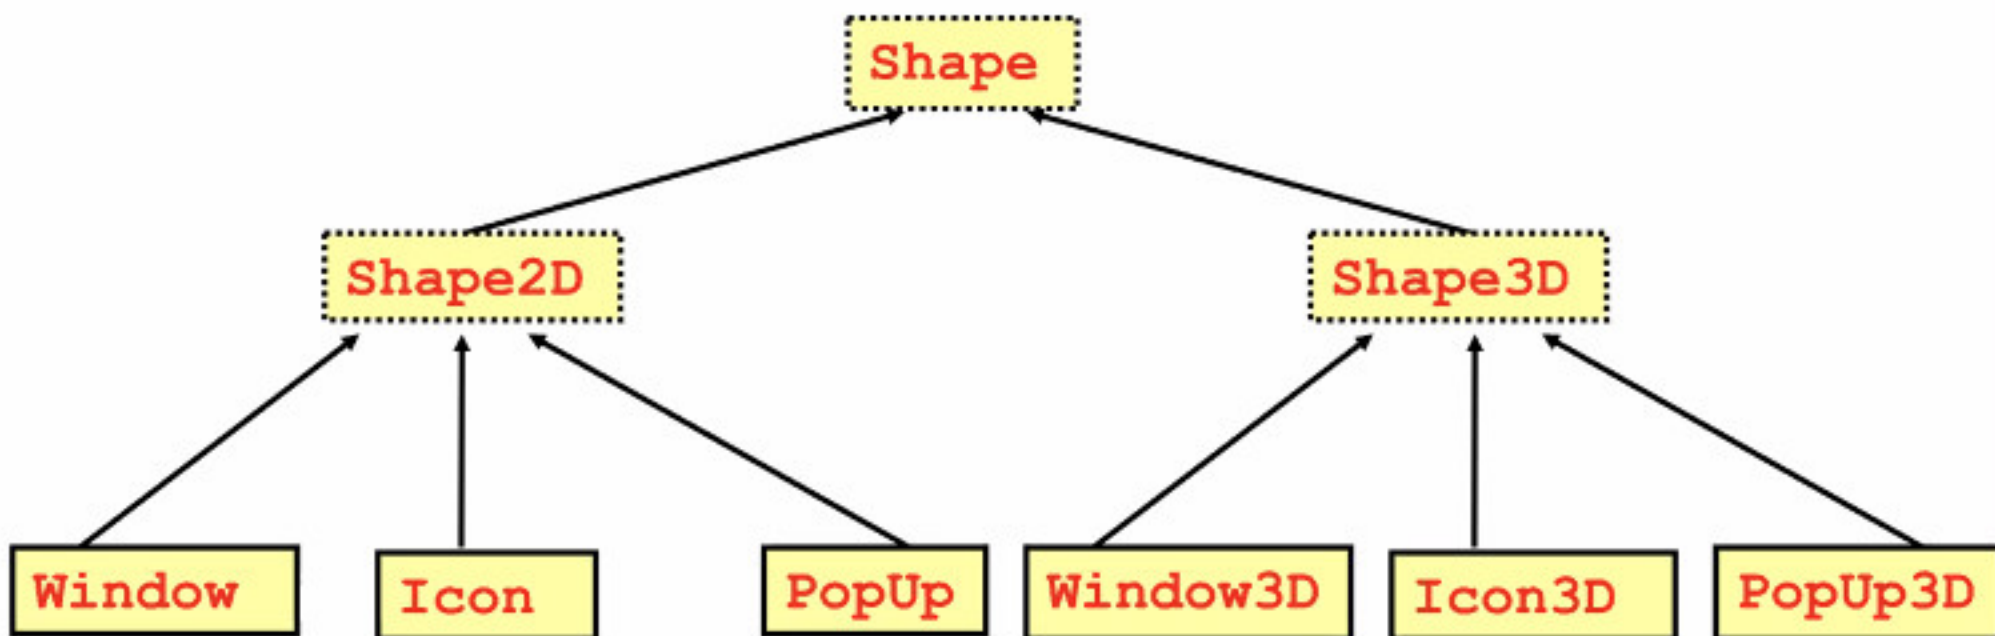 Shape
Shape2D
Shape3D
Window
Icon
PopUp
Window3D
Icon3D
PopUp3D